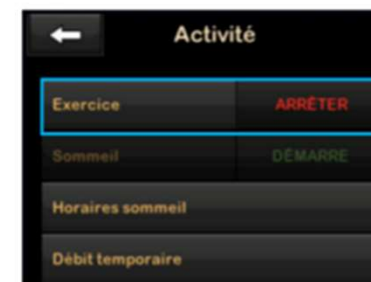 Activité
Exercice ARRÊTER
Sommeil DÉMARRE
Horaires sommeil
Débit temporaire